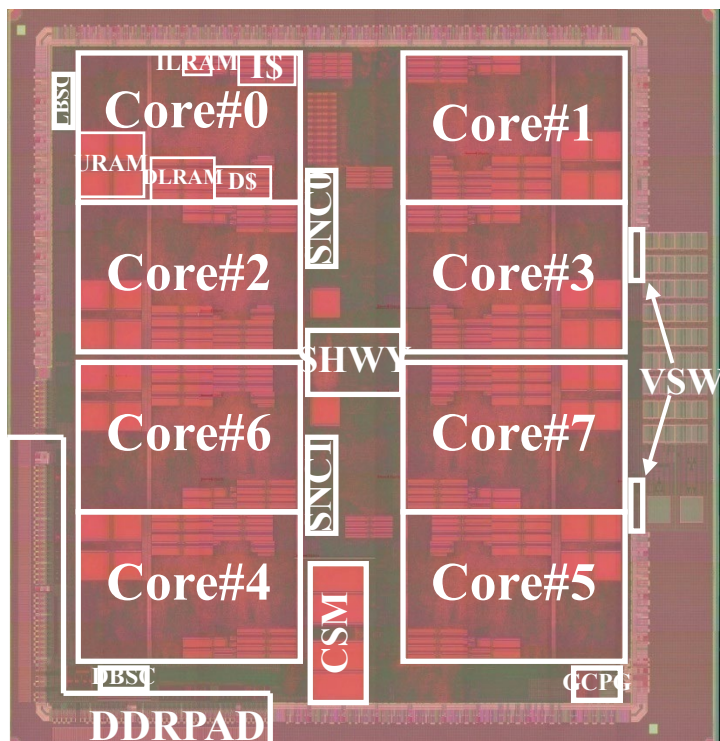 ILRAM
I$
LBSC
Core#0
Core#1
URAM
DLRAM
D$
SNC0
Core#2
Core#3
SHWY
VSW
Core#6
Core#7
SNC1
Core#4
Core#5
CSM
DBSC
GCPG
DDRPAD